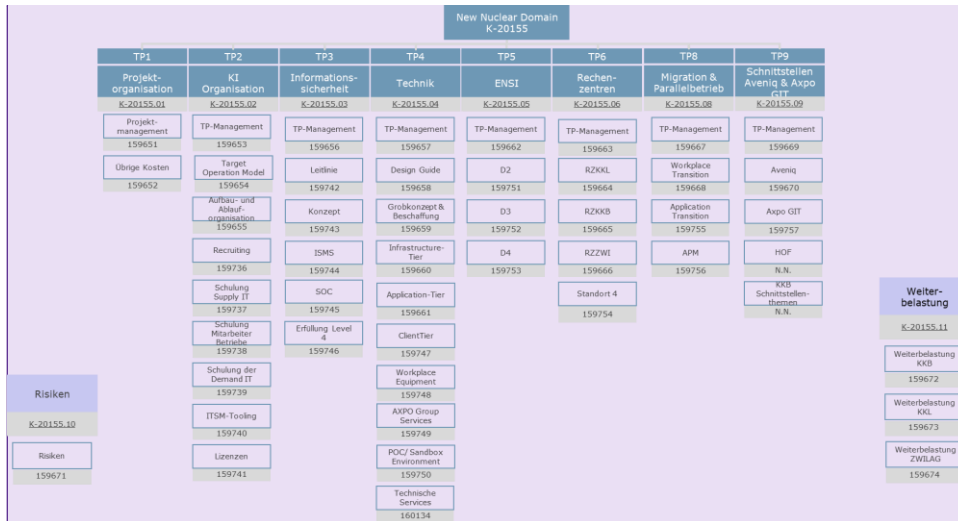 New Nuclear Domain
K-20155
TP1
Projekt-
organisation
K-20155.01
Projekt-
management
159651
Übrige Kosten
159652
TP2
KI
Organisation
K-20155.02
TP-Management
159653
Target
Operation Model
159654
Aufbau- und
Ablauf-
organisation
159655
Recruiting
159736
Schulung
Supply IT
159737
Schulung
Mitarbeiter
Betriebe
159738
Schulung der
Demand IT
159739
ITSM-Tooling
159740
Lizenzen
159741
TP3
Informations-
sicherheit
K-20155.03
TP-Management
159656
Leitlinie
159742
Konzept
159743
ISMS
159744
SOC
159745
Erfüllung Level
4
159746
TP4
Technik
K-20155.04
TP-Management
159657
Design Guide
159658
Grobkonzept &
Beschaffung
159659
Infrastructure-
Tier
159660
Application-Tier
159661
ClientTier
159747
Workplace
Equipment
159748
AXPO Group
Services
159749
POC/ Sandbox
Environment
159750
Technische
Services
160134
TP5
ENSI
K-20155.05
TP-Management
159662
D2
159751
D3
159752
D4
159753
TP6
Rechen-
zentren
K-20155.06
TP-Management
159663
RZKKL
159664
RZKKB
159665
RZZWI
159666
Standort 4
159754
TP8
Migration &
Parallelbetrieb
K-20155.08
TP-Management
159667
Workplace
Transition
159668
Application
Transition
159755
APM
159756
TP9
Schnittstellen
Aveniq & Axpo
GIT
K-20155.09
TP-Management
159669
Aveniq
159670
Axpo GIT
159757
HOF
N.N.
KKB
Schnittstellen-
themen
N.N.
Risiken
K-20155.10
Risiken
159671
Weiter-
belastung
K-20155.11
Weiterbelastung
KKB
159672
Weiterbelastung
KKL
159673
Weiterbelastung
ZWILAG
159674